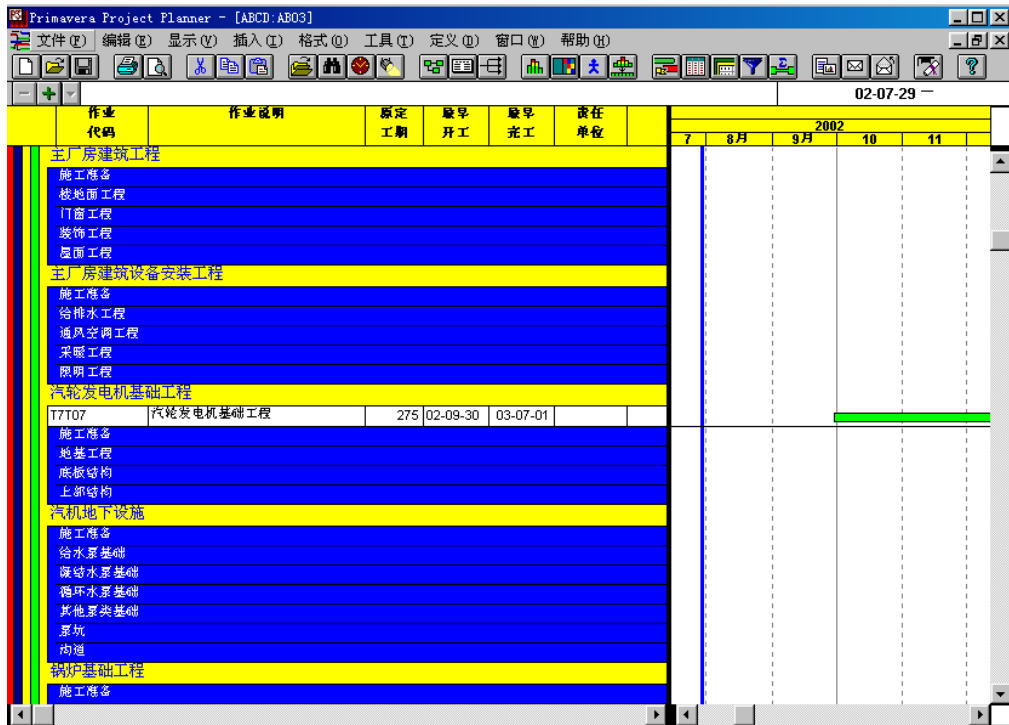 Primavera Project Planner - [ABCD:AB03]
文件(F) 编辑(E) 显示(V) 插入(I) 格式(O) 工具(T) 定义(D) 窗口(W) 帮助(H)
02-07-29 一
作业 作业说明 原定 最早 最早 责任
代码 工期 开工 完工 单位
2002
7 8月 9月 10 11
主厂房建筑工程
施工准备
楼地面工程
门窗工程
装饰工程
屋面工程
主厂房建筑设备安装工程
施工准备
给排水工程
通风空调工程
采暖工程
照明工程
汽轮发电机基础工程
T7T07 汽轮发电机基础工程 275 02-09-30 03-07-01
施工准备
地基工程
底板结构
上部结构
汽机地下设施
施工准备
给水泵基础
凝结水泵基础
循环水泵基础
其他泵类基础
泵坑
沟道
锅炉基础工程
施工准备